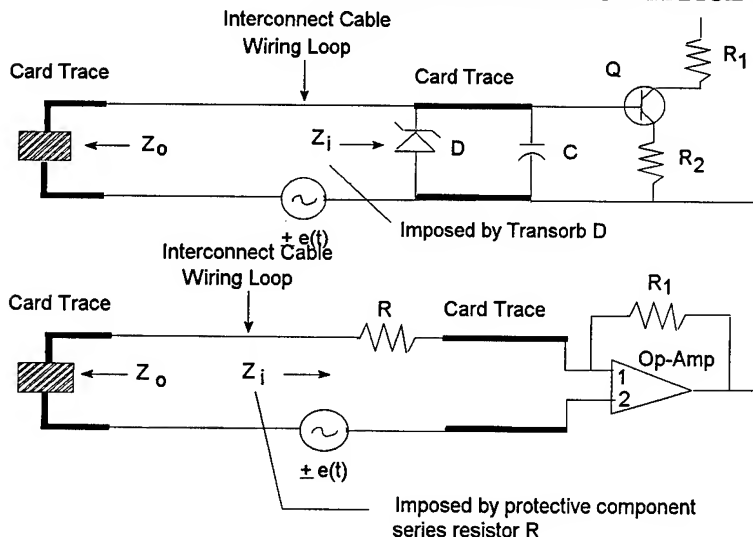 Interconnect Cable
Wiring Loop
Card Trace
Card Trace
Q
R1
Zo
Zi
D
C
R2
± e(t)
Imposed by Transorb D
Interconnect Cable
Wiring Loop
Card Trace
R
Card Trace
R1
Op-Amp
Zo
Zi
1
2
± e(t)
Imposed by protective component
series resistor R